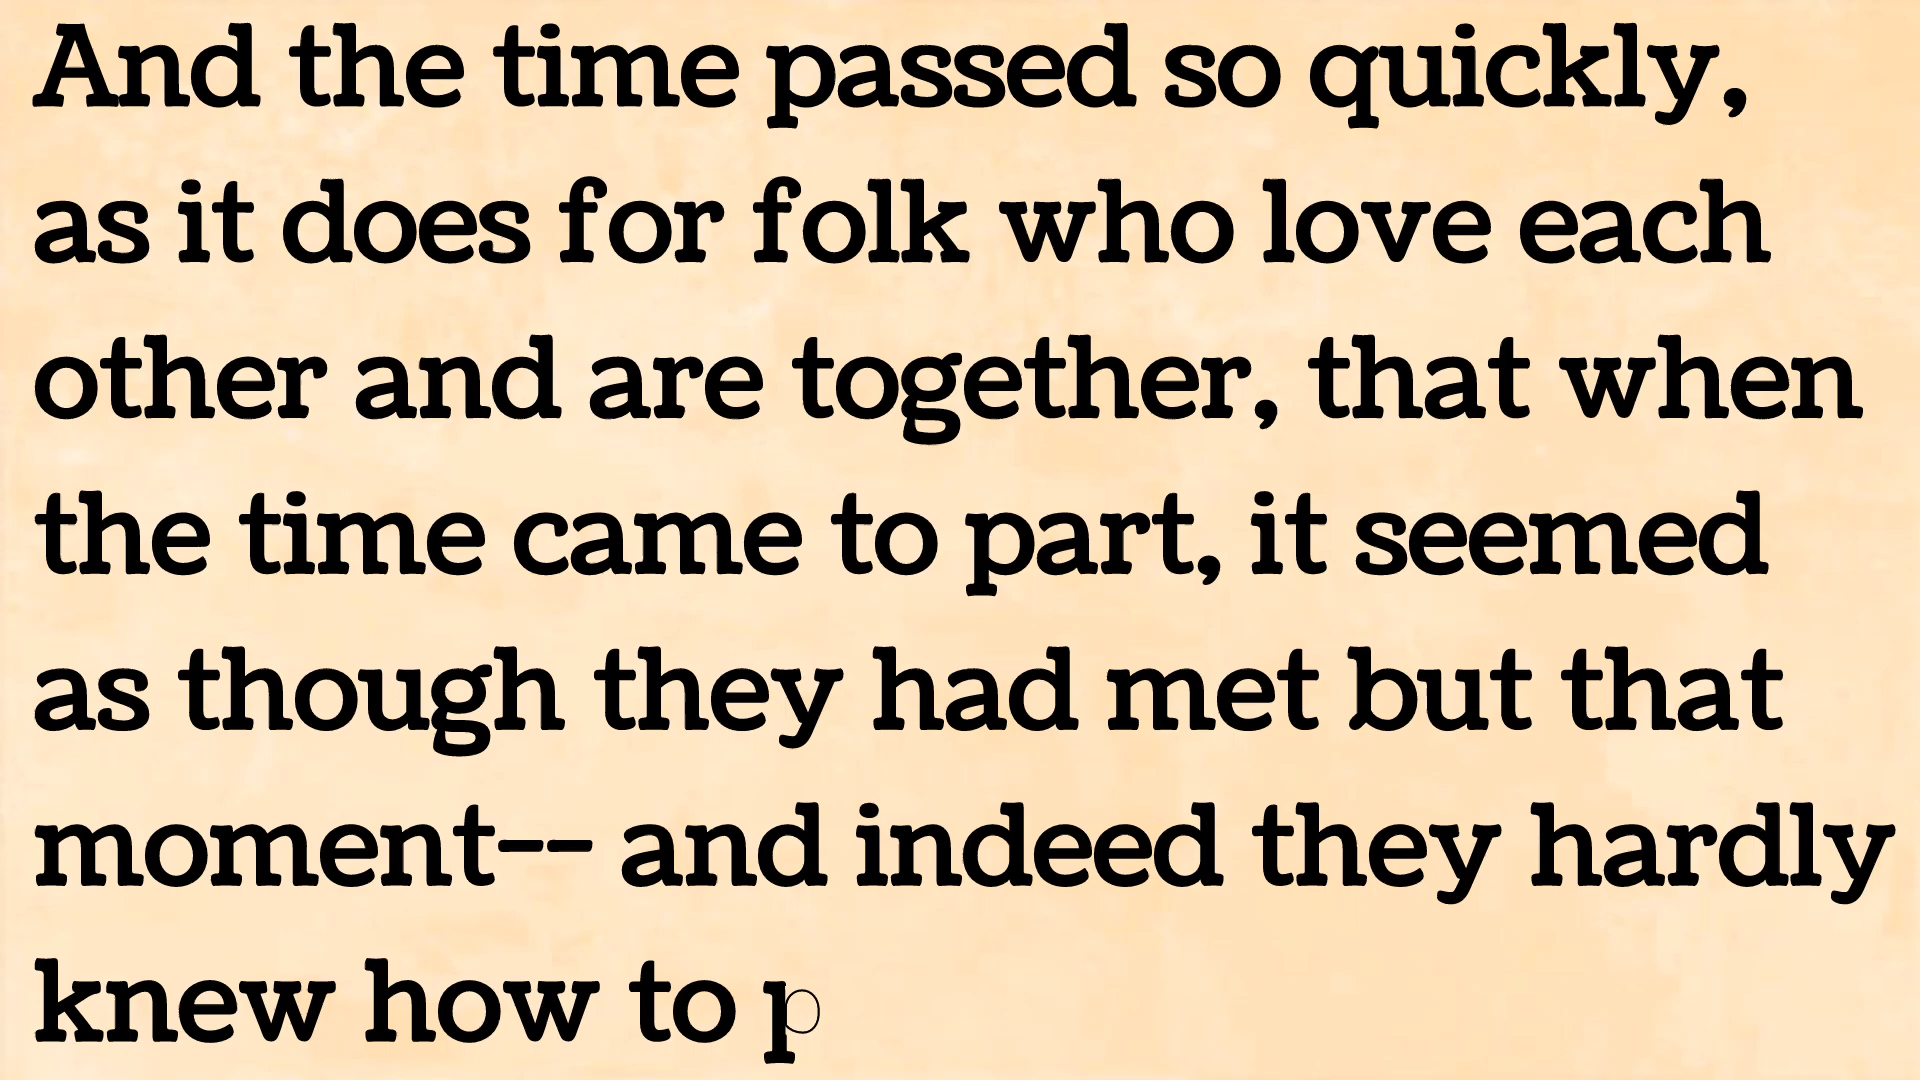 And the time passed so quickly,
as it does for folk who love each
other and are together, that when
the time came to part, it seemed
as though they had met but that
moment-- and indeed they hardly
knew how to p